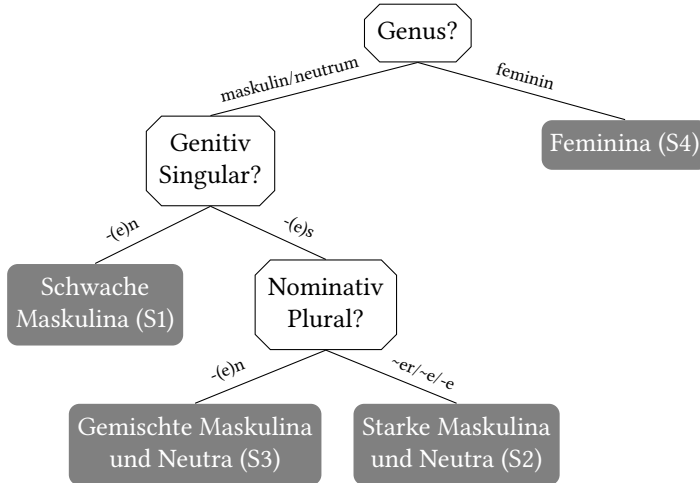 Genus?
maskulin/neutrum
feminin
Genitiv
Singular?
Feminina (S4)
-(e)n
-(e)s
Schwache
Maskulina (S1)
Nominativ
Plural?
-(e)n
~er/~e/-e
Gemischte Maskulina
und Neutra (S3)
Starke Maskulina
und Neutra (S2)